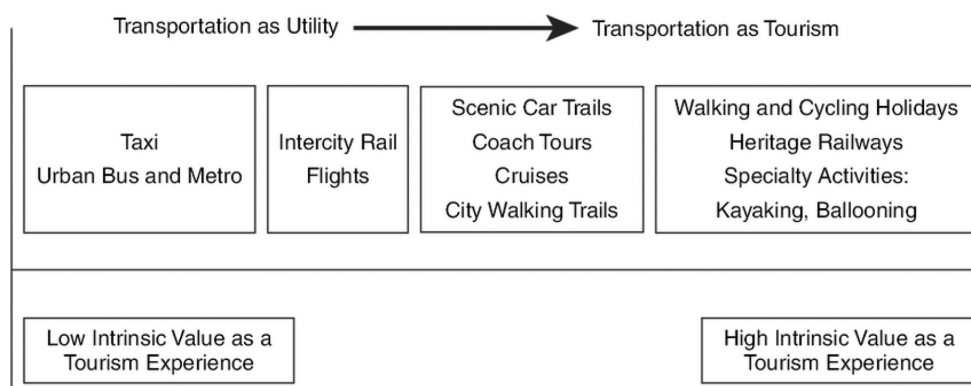 Transportation as Utility
Transportation as Tourism
Taxi
Urban Bus and Metro
Intercity Rail
Flights
Scenic Car Trails
Coach Tours
Cruises
City Walking Trails
Walking and Cycling Holidays
Heritage Railways
Specialty Activities:
Kayaking, Ballooning
Low Intrinsic Value as a
Tourism Experience
High Intrinsic Value as a
Tourism Experience